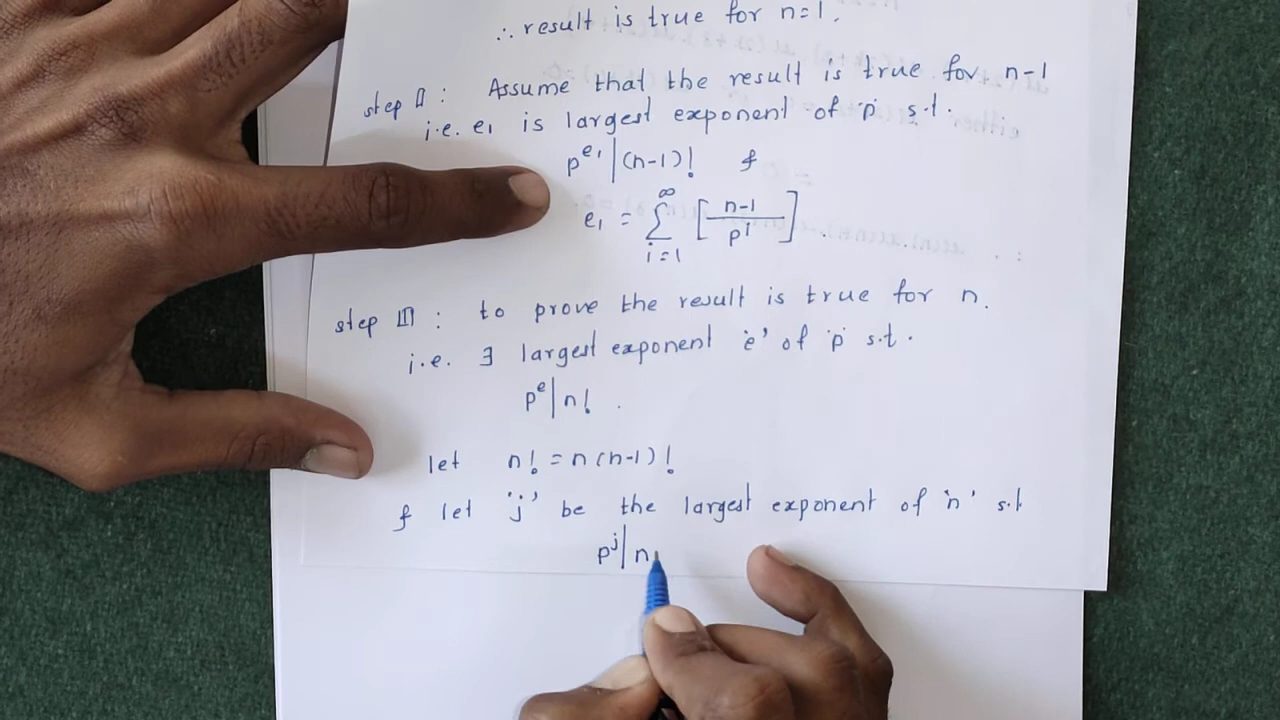 ∴ result is true for n=1.
step II : Assume that the result is true for n-1
i.e. e₁ is largest exponent of 'p' s.t.
p^e₁ | (n-1)! &
e₁ = ∑_{i=1}^{∞} [ (n-1)/p^i ] .
step III : to prove the result is true for n.
i.e. ∃ largest exponent 'e' of 'p' s.t.
p^e | n! .
let n! = n (n-1)!
& let 'j' be the largest exponent of 'n' s.t
p^j | n